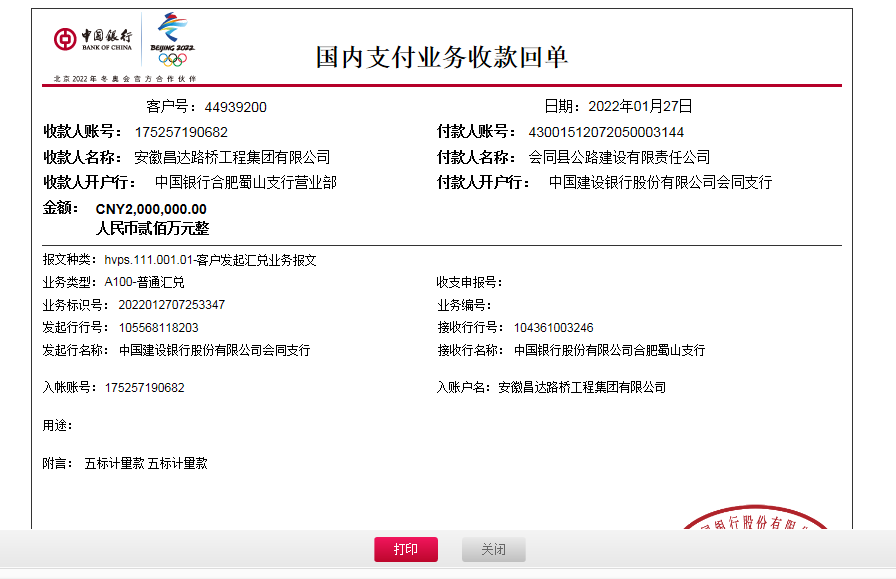 中国银行
BANK OF CHINA
BEIJING 2022
北京2022年冬奥会官方合作伙伴
国内支付业务收款回单
客户号：44939200 日期：2022年01月27日
收款人账号：175257190682 付款人账号：43001512072050003144
收款人名称：安徽昌达路桥工程集团有限公司 付款人名称：会同县公路建设有限责任公司
收款人开户行：中国银行合肥蜀山支行营业部 付款人开户行：中国建设银行股份有限公司会同支行
金额：CNY2,000,000.00
人民币贰佰万元整
报文种类：hvps.111.001.01-客户发起汇兑业务报文
业务类型：A100-普通汇兑 收支申报号：
业务标识号：2022012707253347 业务编号：
发起行行号：105568118203 接收行行号：104361003246
发起行名称：中国建设银行股份有限公司会同支行 接收行名称：中国银行股份有限公司合肥蜀山支行
入帐账号：175257190682 入账户名：安徽昌达路桥工程集团有限公司
用途：
附言：五标计量款 五标计量款
银行股份有限
打印 关闭